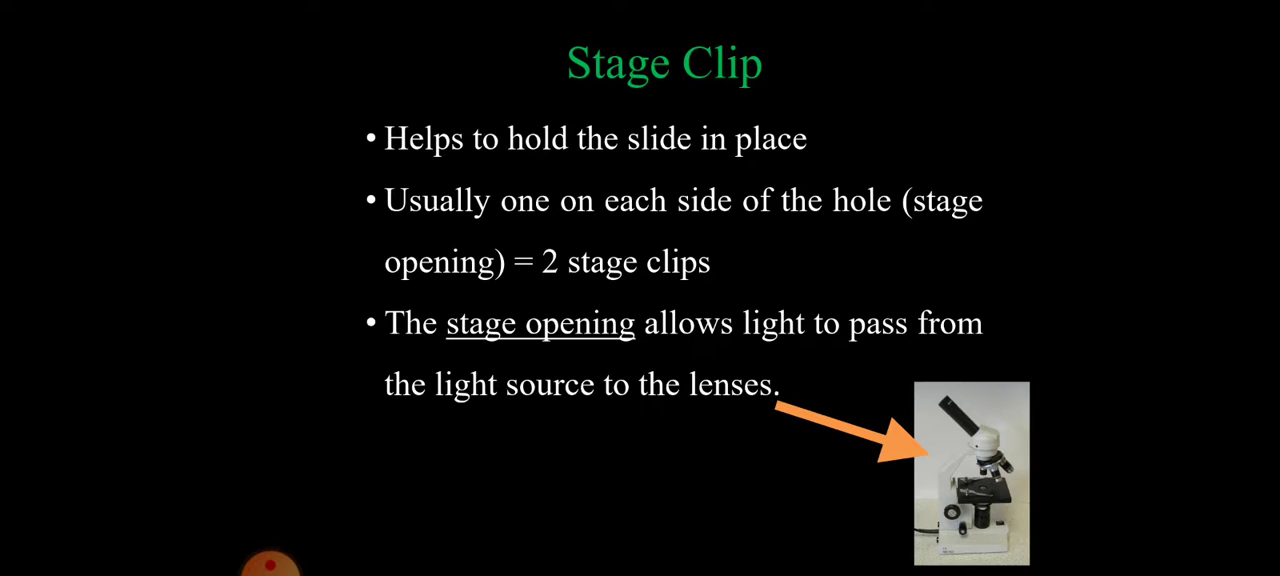 Stage Clip
• Helps to hold the slide in place
• Usually one on each side of the hole (stage
opening) = 2 stage clips
• The stage opening allows light to pass from
the light source to the lenses.